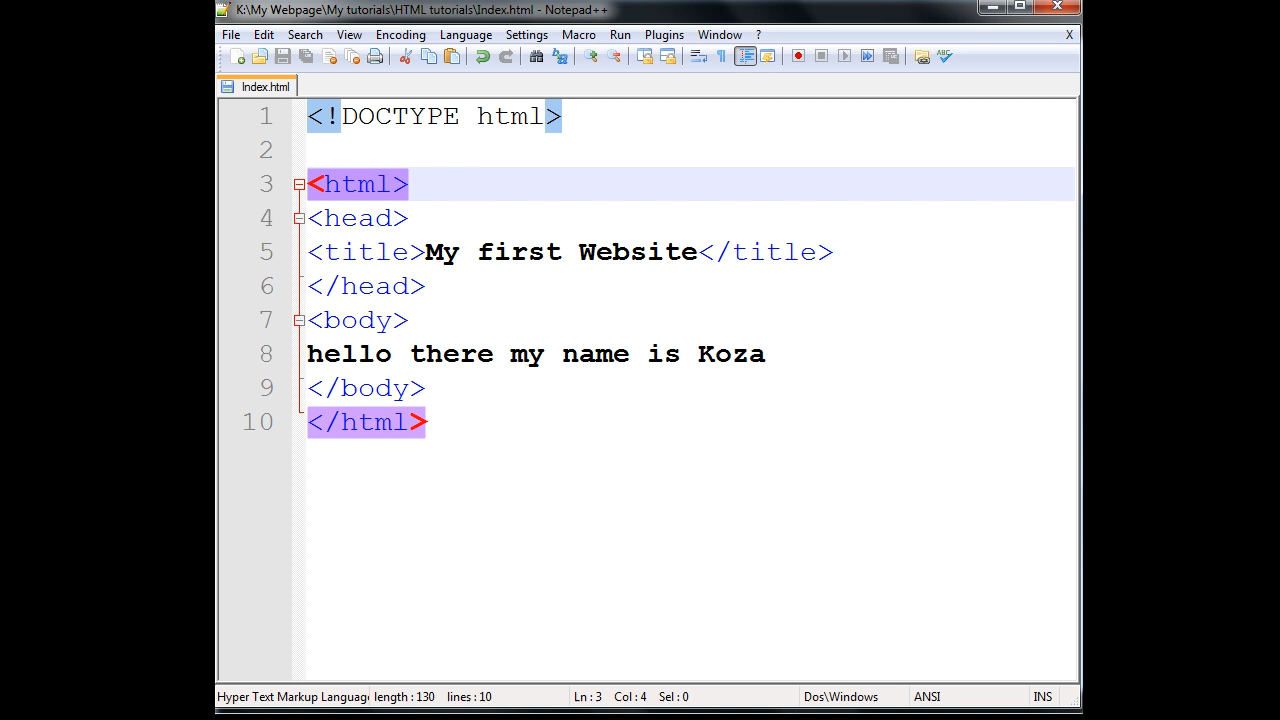 K:\My Webpage\My tutorials\HTML tutorials\Index.html - Notepad++
File Edit Search View Encoding Language Settings Macro Run Plugins Window ? X
Index.html
1 <!DOCTYPE html>
2
3 <html>
4 <head>
5 <title>My first Website</title>
6 </head>
7 <body>
8 hello there my name is Koza
9 </body>
10 </html>
Hyper Text Markup Language length : 130 lines : 10 Ln : 3 Col : 4 Sel : 0 Dos\Windows ANSI INS